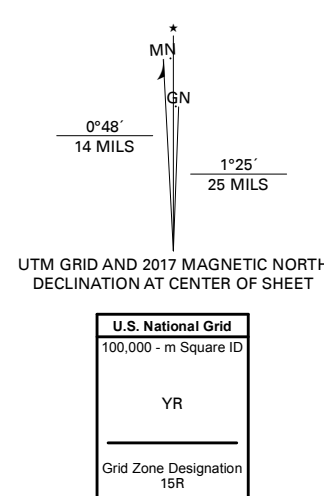 ★
MN
GN
0°48´
14 MILS
1°25´
25 MILS
UTM GRID AND 2017 MAGNETIC NORTH
DECLINATION AT CENTER OF SHEET
U.S. National Grid
100,000 - m Square ID
YR
Grid Zone Designation
15R